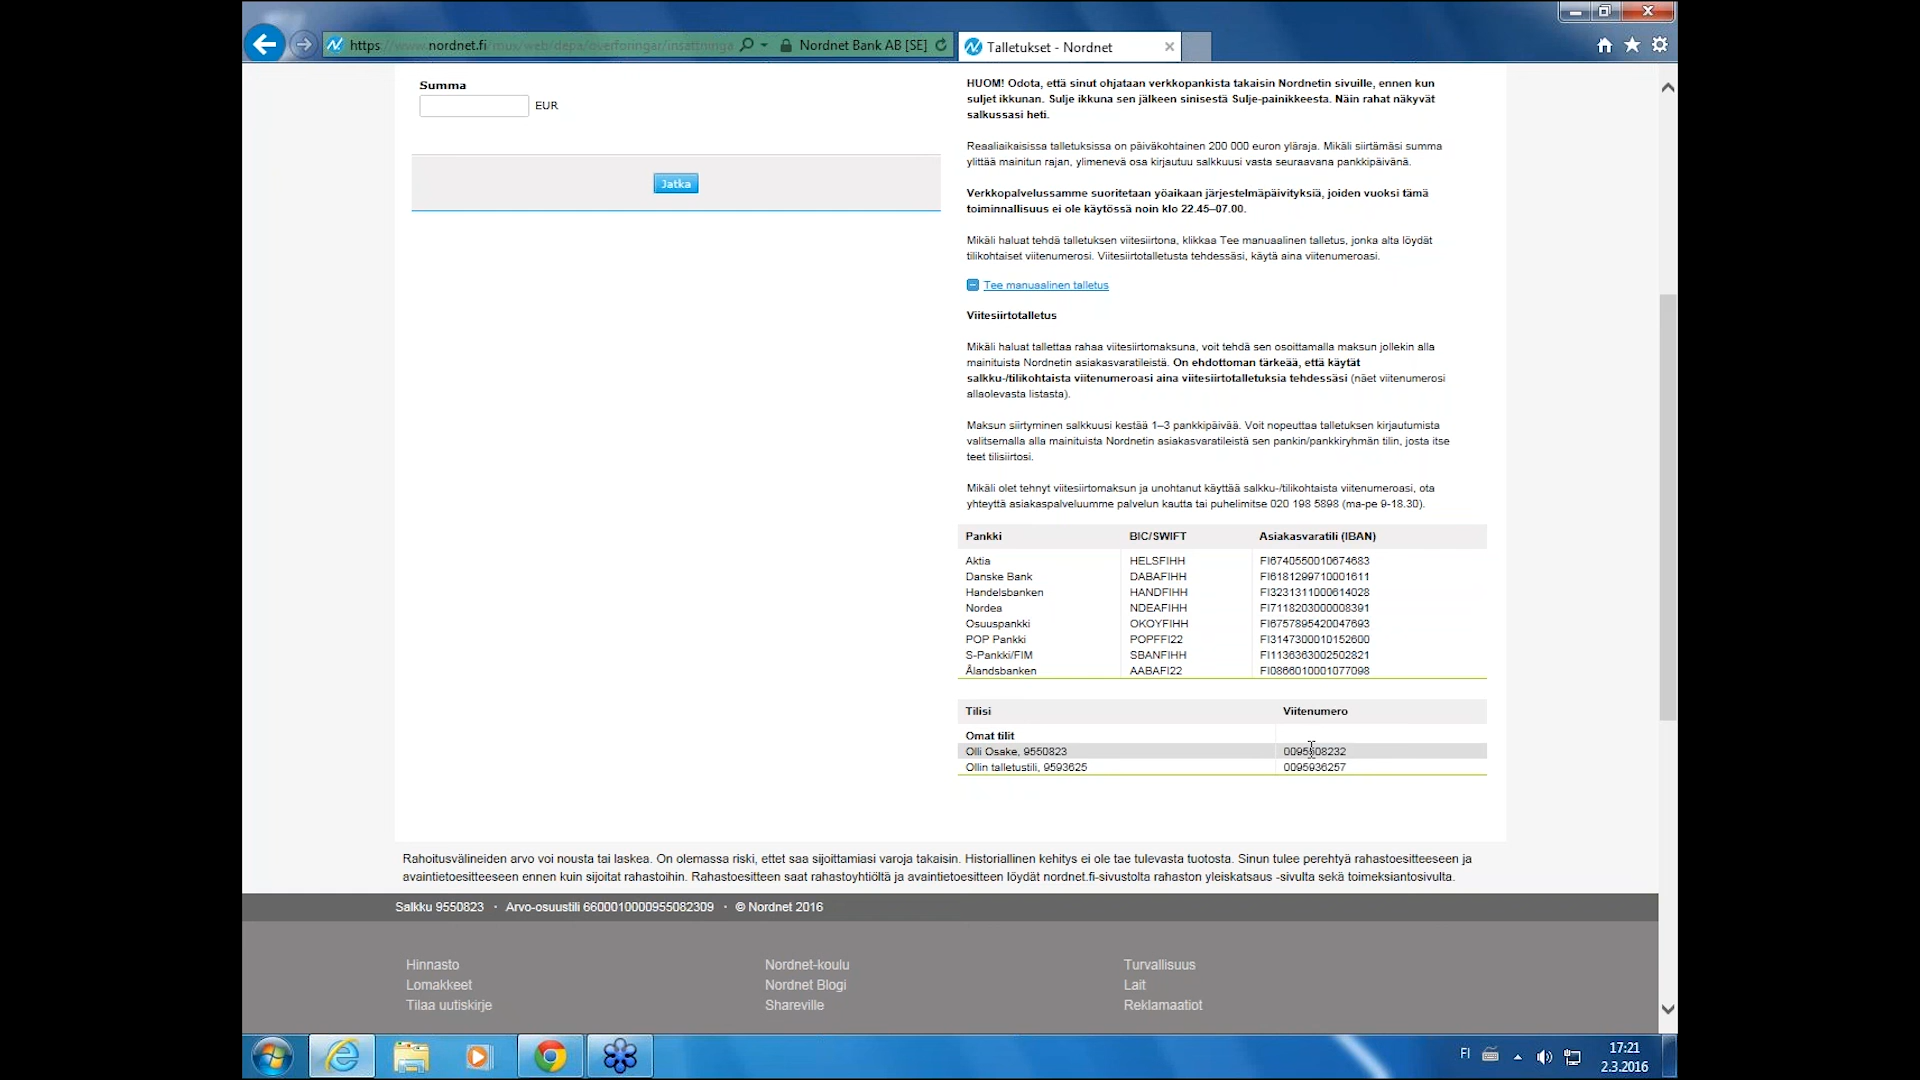 https://www.nordnet.fi/mux/web/depa/overforingar/insattninga
Nordnet Bank AB [SE]
Talletukset - Nordnet
Summa
EUR
Jatka
HUOM! Odota, että sinut ohjataan verkkopankista takaisin Nordnetin sivuille, ennen kun
suljet ikkunan. Sulje ikkuna sen jälkeen sinisestä Sulje-painikkeesta. Näin rahat näkyvät
salkussasi heti.
Reaaliaikaisissa talletuksissa on päiväkohtainen 200 000 euron yläraja. Mikäli siirtämäsi summa
ylittää mainitun rajan, ylimenevä osa kirjautuu salkkuusi vasta seuraavana pankkipäivänä.
Verkkopalvelussamme suoritetaan yöaikaan järjestelmäpäivityksiä, joiden vuoksi tämä
toiminnallisuus ei ole käytössä noin klo 22.45–07.00.
Mikäli haluat tehdä talletuksen viitesiirtona, klikkaa Tee manuaalinen talletus, jonka alta löydät
tilikohtaiset viitenumerosi. Viitesiirtotalletusta tehdessäsi, käytä aina viitenumeroasi.
Tee manuaalinen talletus
Viitesiirtotalletus
Mikäli haluat tallettaa rahaa viitesiirtomaksuna, voit tehdä sen osoittamalla maksun jollekin alla
mainituista Nordnetin asiakasvaratileistä. On ehdottoman tärkeää, että käytät
salkku-/tilikohtaista viitenumeroasi aina viitesiirtotalletuksia tehdessäsi (näet viitenumerosi
allaolevasta listasta).
Maksun siirtyminen salkkuusi kestää 1–3 pankkipäivää. Voit nopeuttaa talletuksen kirjautumista
valitsemalla alla mainituista Nordnetin asiakasvaratileistä sen pankin/pankkiryhmän tilin, josta itse
teet tilisiirtosi.
Mikäli olet tehnyt viitesiirtomaksun ja unohtanut käyttää salkku-/tilikohtaista viitenumeroasi, ota
yhteyttä asiakaspalveluumme palvelun kautta tai puhelimitse 020 198 5898 (ma-pe 9-18.30).
Pankki BIC/SWIFT Asiakasvaratili (IBAN)
Aktia HELSFIHH FI6740550010674683
Danske Bank DABAFIHH FI6181299710001611
Handelsbanken HANDFIHH FI3231311000614028
Nordea NDEAFIHH FI7118203000008391
Osuuspankki OKOYFIHH FI6757895420047693
POP Pankki POPFFI22 FI3147300010152600
S-Pankki/FIM SBANFIHH FI1136363002502821
Ålandsbanken AABAFI22 FI0866010001077098
Tilisi Viitenumero
Omat tilit
Olli Osake, 9550823
Ollin talletustili, 9593625 0095936257
Rahoitusvälineiden arvo voi nousta tai laskea. On olemassa riski, ettet saa sijoittamiasi varoja takaisin. Historiallinen kehitys ei ole tae tulevasta tuotosta. Sinun tulee perehtyä rahastoesitteeseen ja
avaintietoesitteeseen ennen kuin sijoitat rahastoihin. Rahastoesitteen saat rahastoyhtiöltä ja avaintietoesitteen löydät nordnet.fi-sivustolta rahaston yleiskatsaus -sivulta sekä toimeksiantosivulta.
Salkku 9550823 · Arvo-osuustili 6600010000955082309 · © Nordnet 2016
Hinnasto Nordnet-koulu Turvallisuus
Lomakkeet Nordnet Blogi Lait
Tilaa uutiskirje Shareville Reklamaatiot
FI
17:21
2.3.2016